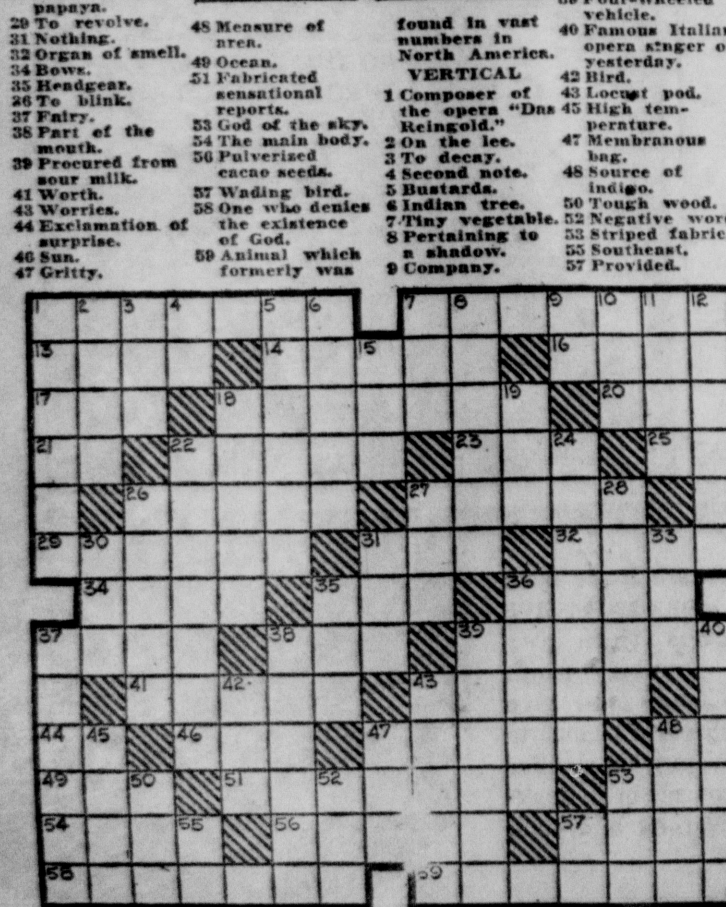 papaya.
29 To revolve.
31 Nothing.
32 Organ of smell.
34 Bows.
35 Headgear.
36 To blink.
37 Fairy.
38 Part of the
mouth.
39 Procured from
sour milk.
41 Worth.
43 Worries.
44 Exclamation of
surprise.
46 Sun.
47 Gritty.
48 Measure of
area.
49 Ocean.
51 Fabricated
sensational
reports.
53 God of the sky.
54 The main body.
56 Pulverized
cacao seeds.
57 Wading bird.
58 One who denies
the existence
of God.
59 Animal which
formerly was
found in vast
numbers in
North America.
VERTICAL
1 Composer of
the opera "Das
Reingold."
2 On the lee.
3 To decay.
4 Second note.
5 Bustards.
6 Indian tree.
7 Tiny vegetable.
8 Pertaining to
a shadow.
9 Company.
39 Four-wheeled
vehicle.
40 Famous Italian
opera singer o
yesterday.
42 Bird.
43 Locust pod.
45 High tem-
perature.
47 Membranous
bag.
48 Source of
indigo.
50 Tough wood.
52 Negative wor
53 Striped fabric
55 Southeast.
57 Provided.
1 2 3 4 5 6 7 8 9 10 11 12
13 14 15 16
17 18 19 20
21 22 23 24 25
26 27 28
29 30 31 32 33
34 35 36
37 38 39 40
41 42 43
44 45 46 47 48
49 50 51 52 53
54 55 56 57
58 59